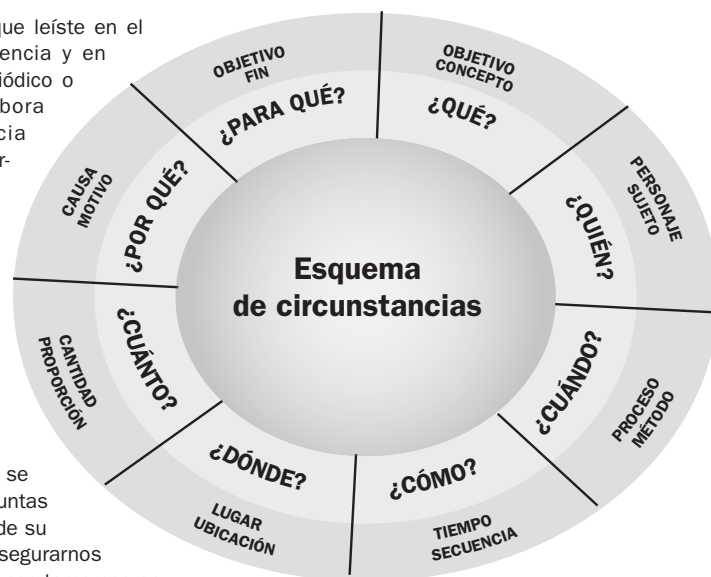 que leíste en el
encia y en
iódico o
bora
cia
r-
se
untas
de su
segurarnos
Esquema
de circunstancias
OBJETIVO
FIN
¿PARA QUÉ?
OBJETIVO
CONCEPTO
¿QUÉ?
PERSONAJE
SUJETO
¿QUIÉN?
PROCESO
MÉTODO
¿CUÁNDO?
TIEMPO
SECUENCIA
¿CÓMO?
LUGAR
UBICACIÓN
¿DÓNDE?
CANTIDAD
PROPORCIÓN
¿CUÁNTO?
CAUSA
MOTIVO
¿POR QUÉ?